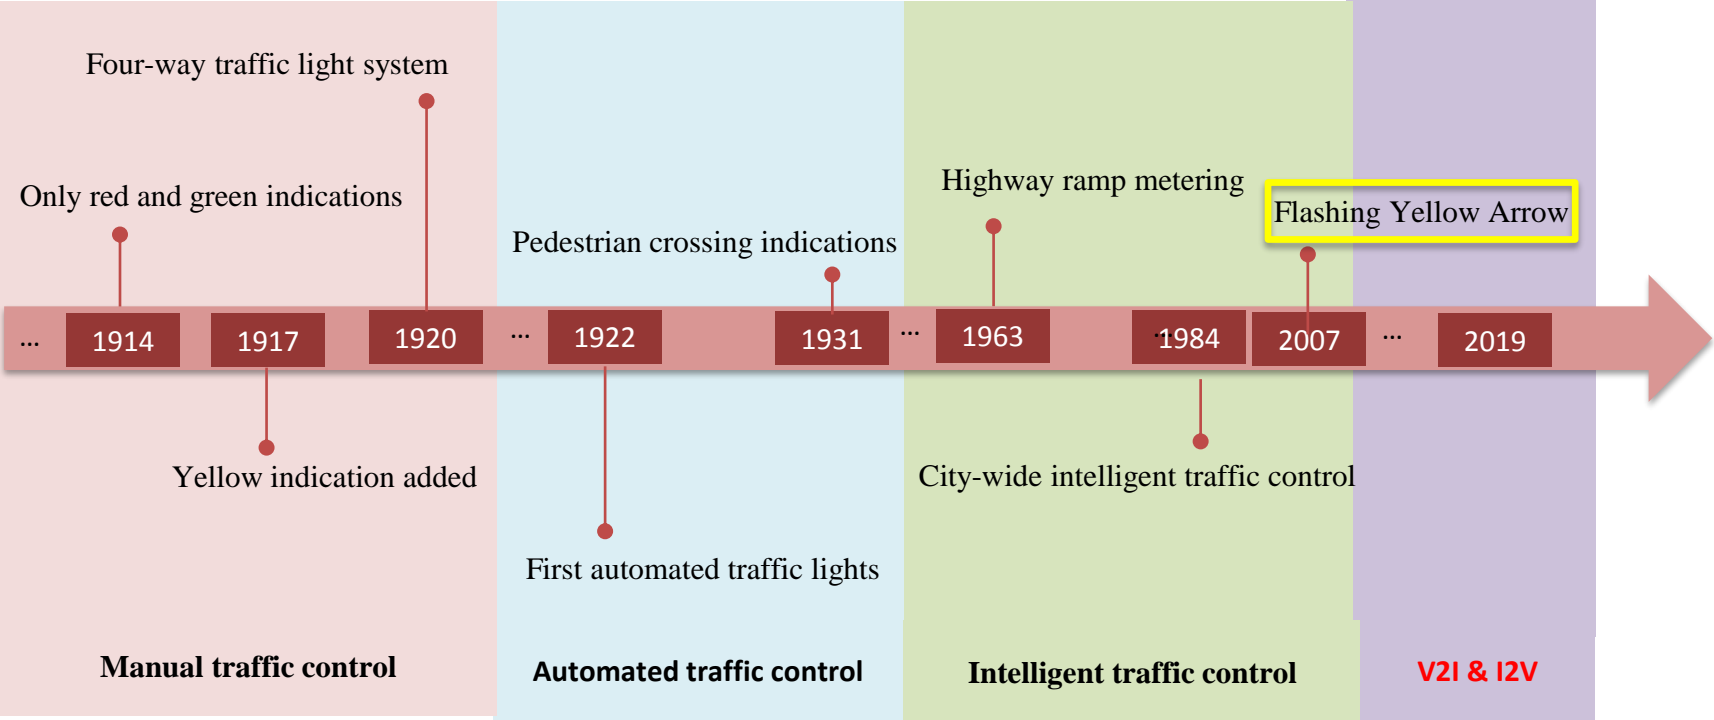 Four-way traffic light system
Only red and green indications
Highway ramp metering
Flashing Yellow Arrow
Pedestrian crossing indications
... 1914 1917 1920 ... 1922 1931 ... 1963 ... 1984 2007 ... 2019
Yellow indication added
City-wide intelligent traffic control
First automated traffic lights
Manual traffic control
Automated traffic control
Intelligent traffic control
V2I & I2V